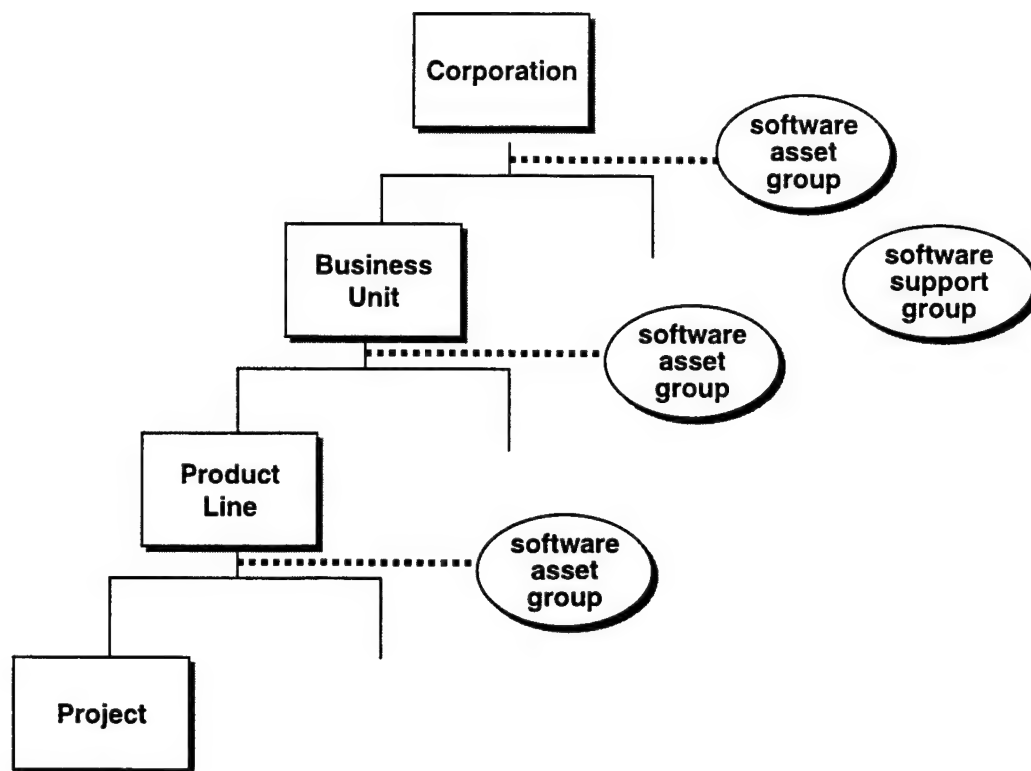 Corporation
software
asset
group
Business
Unit
software
support
group
software
asset
group
Product
Line
software
asset
group
Project